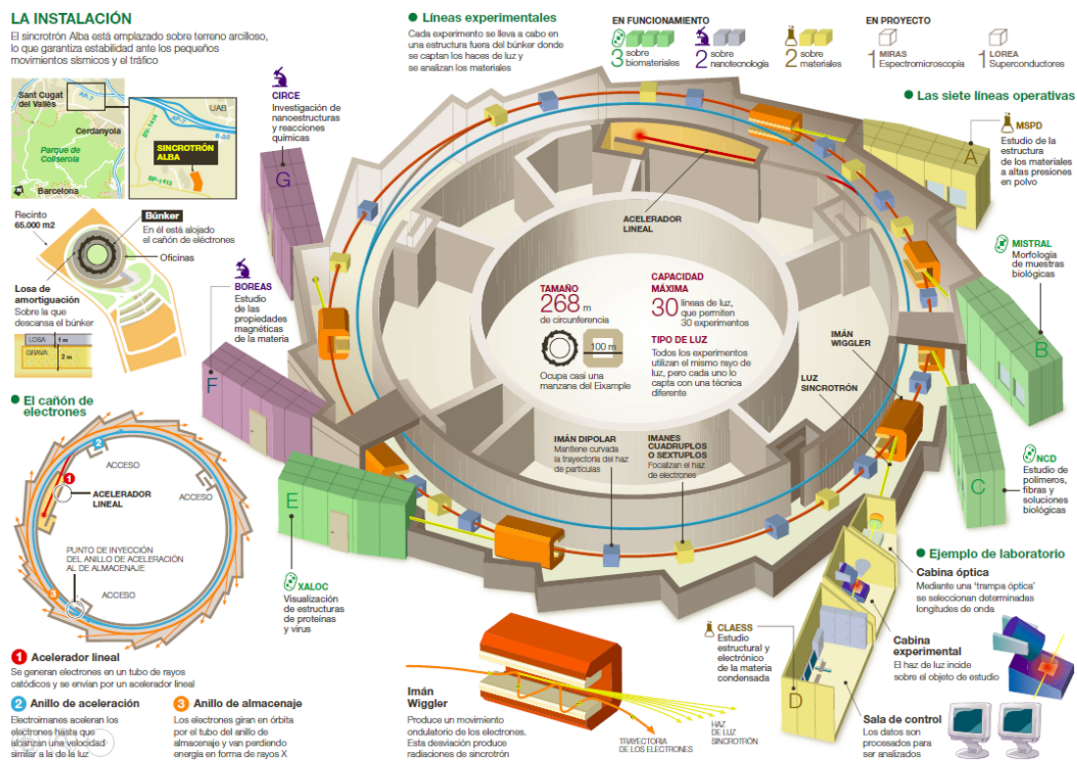 LA INSTALACIÓN
El sincrotrón Alba está emplazado sobre terreno arcilloso,
lo que garantiza estabilidad ante los pequeños
movimientos sísmicos y el tráfico
Sant Cugat
del Vallès
AP-7
Cerdanyola
Parque de
Collserola
Barcelona
UAB
AP-7
B-30
BV-1414
SINCROTRÓN
ALBA
BP-1413
Recinto
65.000 m2
Búnker
En él está alojado
el cañón de eléctrones
Oficinas
Losa de
amortiguación
Sobre la que
descansa el búnker
LOSA
1 m
GRAVA
2 m
Líneas experimentales
Cada experimento se lleva a cabo en
una estructura fuera del búnker donde
se captan los haces de luz y
se analizan los materiales
EN FUNCIONAMIENTO
3 sobre
biomateriales
2 sobre
nanotecnología
2 sobre
materiales
EN PROYECTO
1 MIRAS
Espectromicroscopía
1 LOREA
Superconductores
Las siete líneas operativas
A
MSPD
Estudio de la
estructura
de los materiales
a altas presiones
en polvo
B
MISTRAL
Morfología
de muestras
biológicas
C
NCD
Estudio de
polímeros,
fibras y
soluciones
biológicas
D
CLAESS
Estudio
estructural y
electrónico
de la materia
condensada
E
XALOC
Visualización
de estructuras
de proteínas
y virus
F
BOREAS
Estudio
de las
propiedades
magnéticas
de la materia
G
CIRCE
Investigación de
nanoestructuras
y reacciones
químicas
ACELERADOR
LINEAL
TAMAÑO
268 m
de circunferencia
100 m
Ocupa casi una
manzana del Eixample
CAPACIDAD
MÁXIMA
30 líneas de luz,
que permiten
30 experimentos
TIPO DE LUZ
Todos los experimentos
utilizan el mismo rayo de
luz, pero cada uno lo
capta con una técnica
diferente
IMÁN
WIGGLER
LUZ
SINCROTRÓN
IMÁN DIPOLAR
Mantiene curvada
la trayectoria del haz
de partículas
IMANES
CUADRUPLOS
O SEXTUPLOS
Focalizan el haz
de electrones
El cañón de
electrones
2
ACCESO
1
ACCESO
ACELERADOR
LINEAL
PUNTO DE INYECCIÓN
DEL ANILLO DE ACELERACIÓN
AL DE ALMACENAJE
3
ACCESO
1 Acelerador lineal
Se generan electrones en un tubo de rayos
catódicos y se envían por un acelerador lineal
2 Anillo de aceleración
Electroimanes aceleran los
electrones hasta que
alcanzan una velocidad
similar a la de la luz
3 Anillo de almacenaje
Los electrones giran en órbita
por el tubo del anillo de
almacenaje y van perdiendo
energía en forma de rayos X
Imán
Wiggler
Produce un movimiento
ondulatorio de los electrones.
Esta desviación produce
radiaciones de sincrotrón
TRAYECTORIA
DE LOS ELECTRONES
HAZ
DE LUZ
SINCROTRÓN
Ejemplo de laboratorio
Cabina óptica
Mediante una 'trampa óptica'
se seleccionan determinadas
longitudes de onda
Cabina
experimental
El haz de luz incide
sobre el objeto de estudio
Sala de control
Los datos son
procesados para
ser analizados